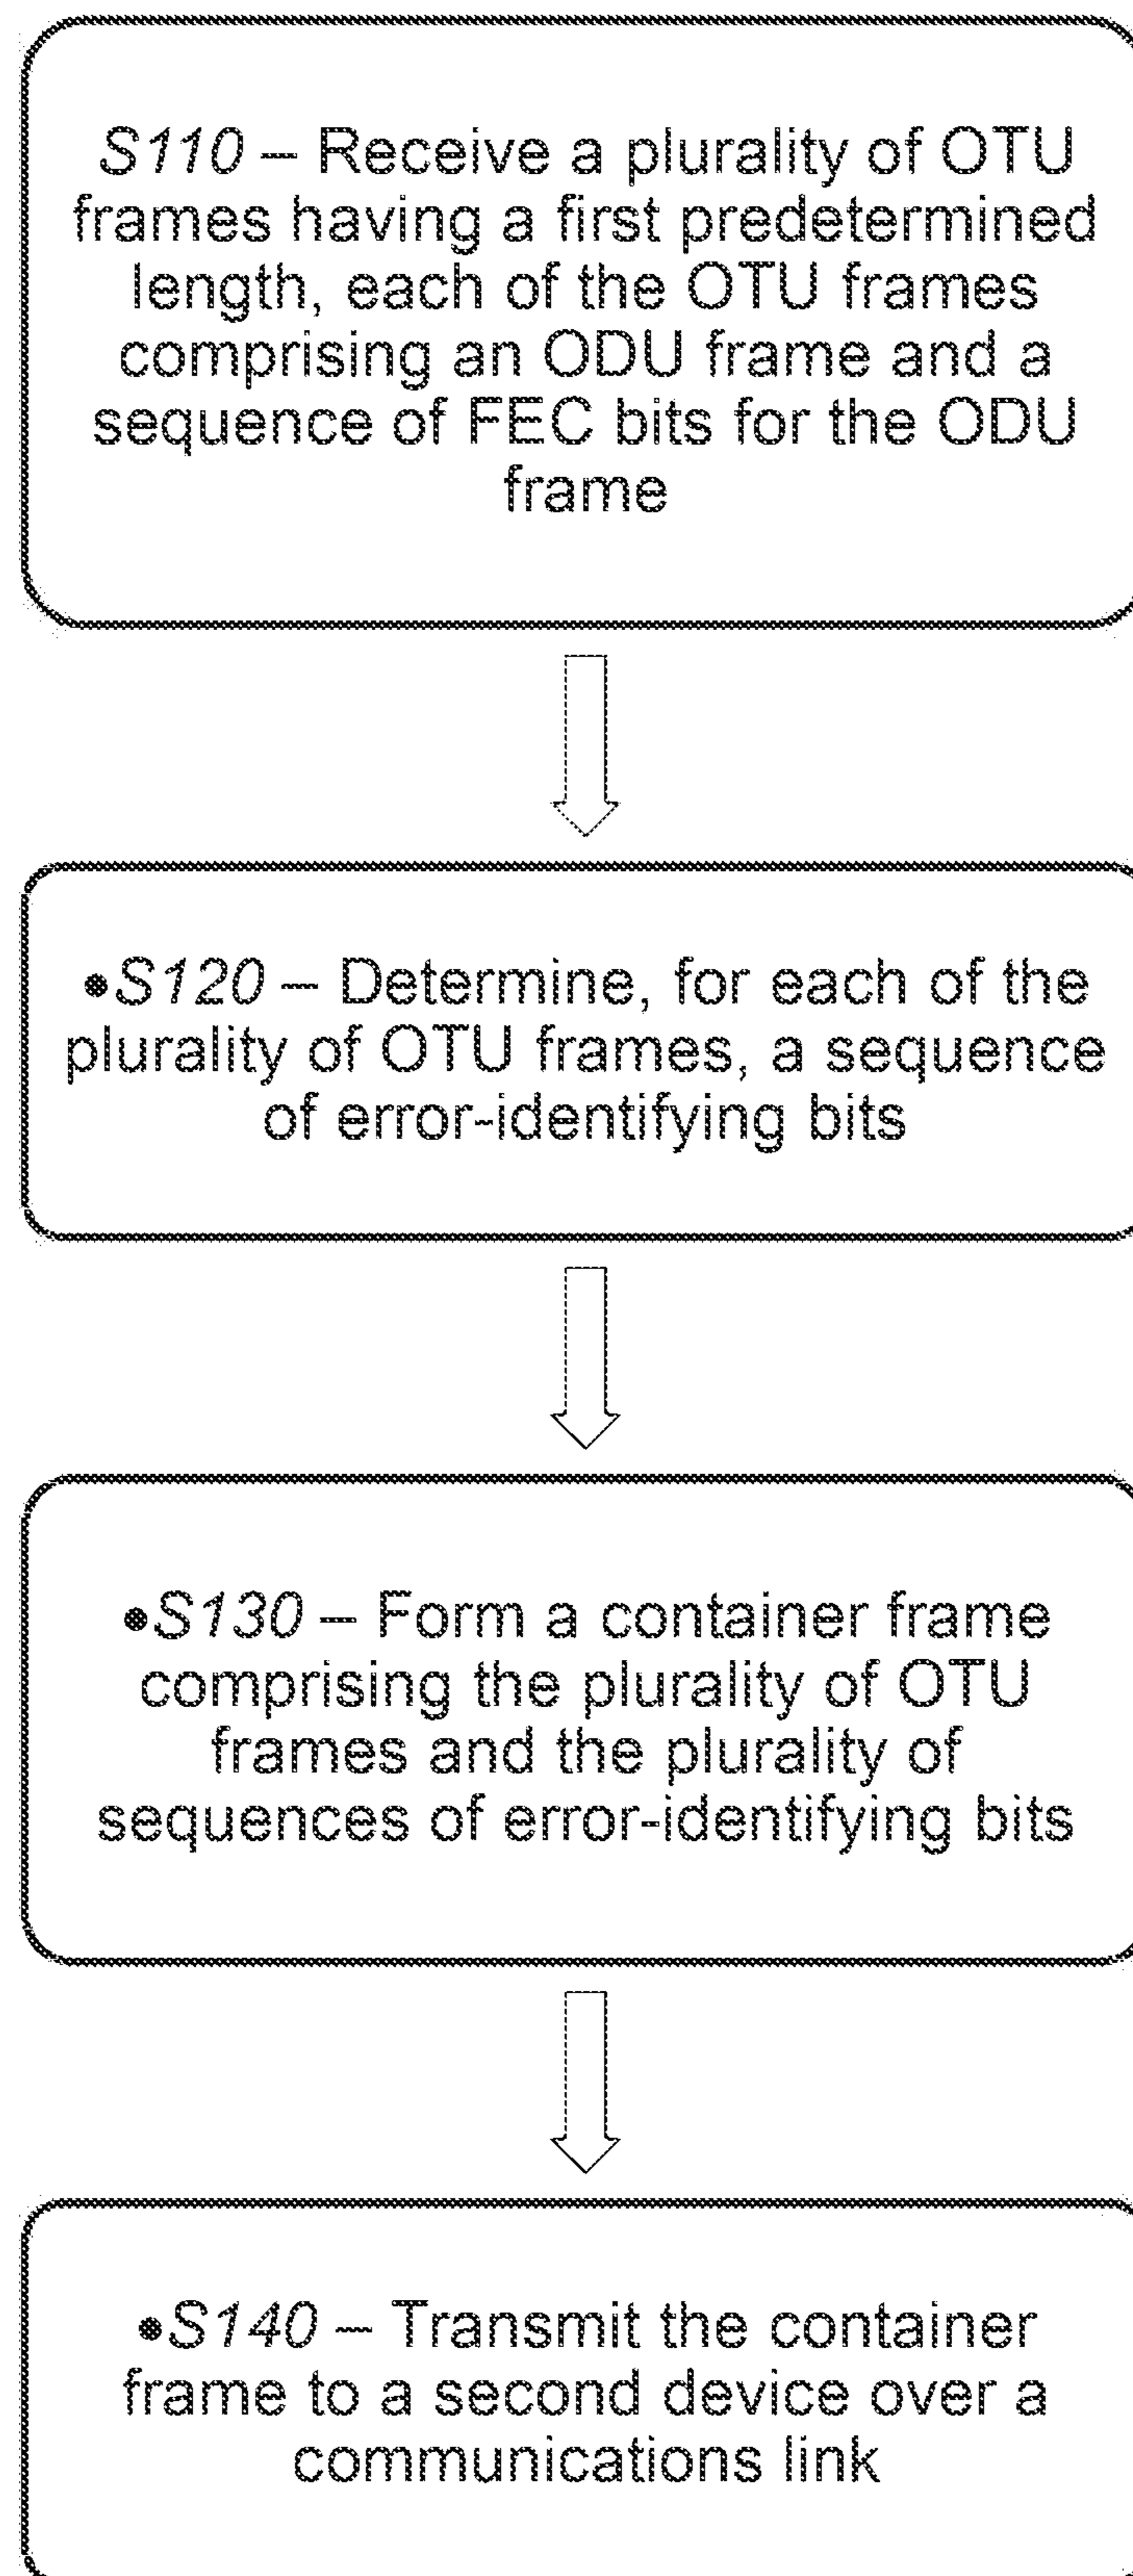 S110 – Receive a plurality of OTU
frames having a first predetermined
length, each of the OTU frames
comprising an ODU frame and a
sequence of FEC bits for the ODU
frame
•S120 – Determine, for each of the
plurality of OTU frames, a sequence
of error-identifying bits
•S130 – Form a container frame
comprising the plurality of OTU
frames and the plurality of
sequences of error-identifying bits
•S140 – Transmit the container
frame to a second device over a
communications link